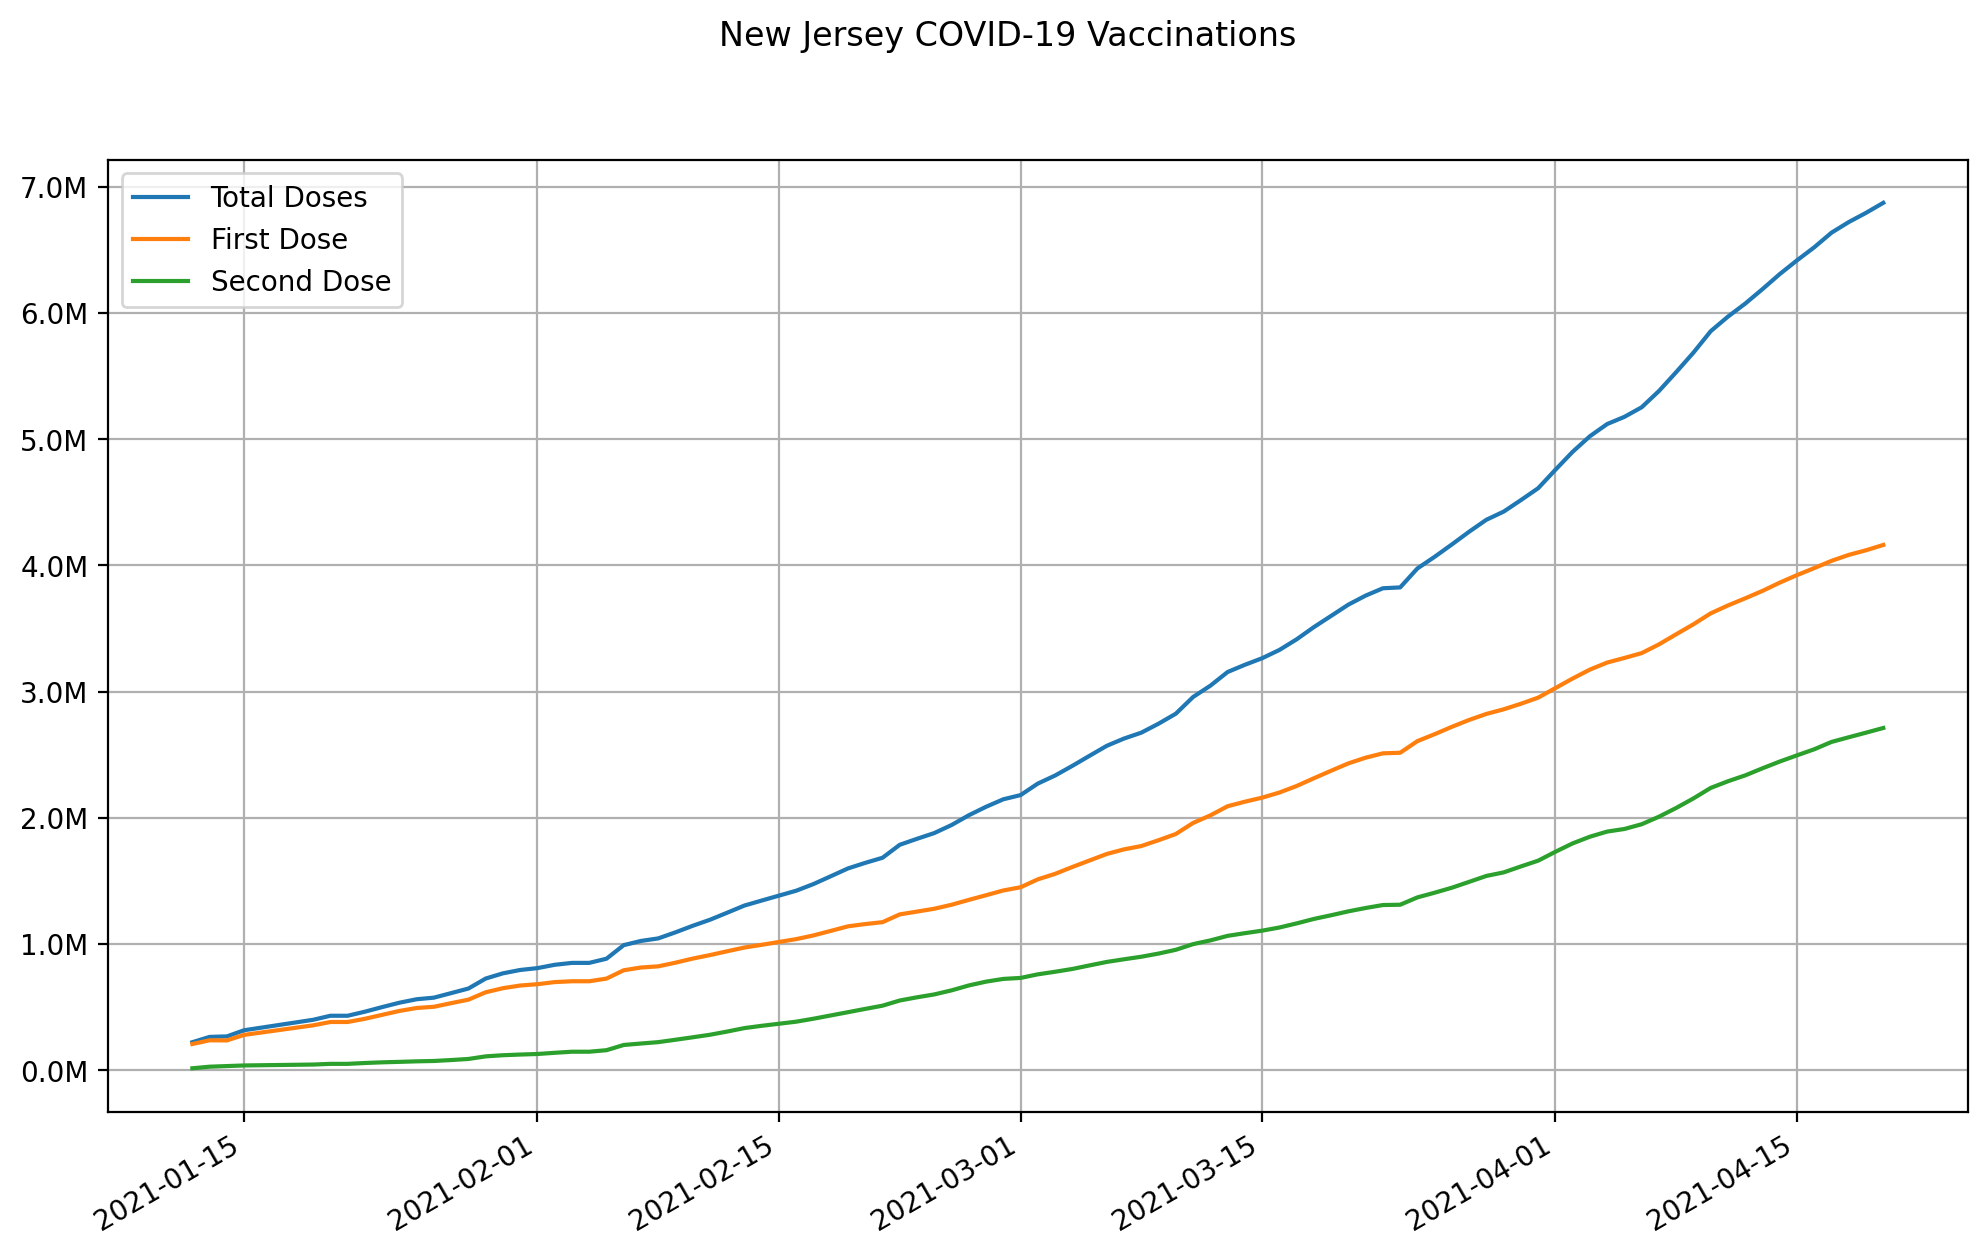 New Jersey COVID-19 Vaccinations
7.0M
6.0M
5.0M
4.0M
3.0M
2.0M
1.0M
0.0M
Total Doses
First Dose
Second Dose
2021-01-15
2021-02-01
2021-02-15
2021-03-01
2021-03-15
2021-04-01
2021-04-15